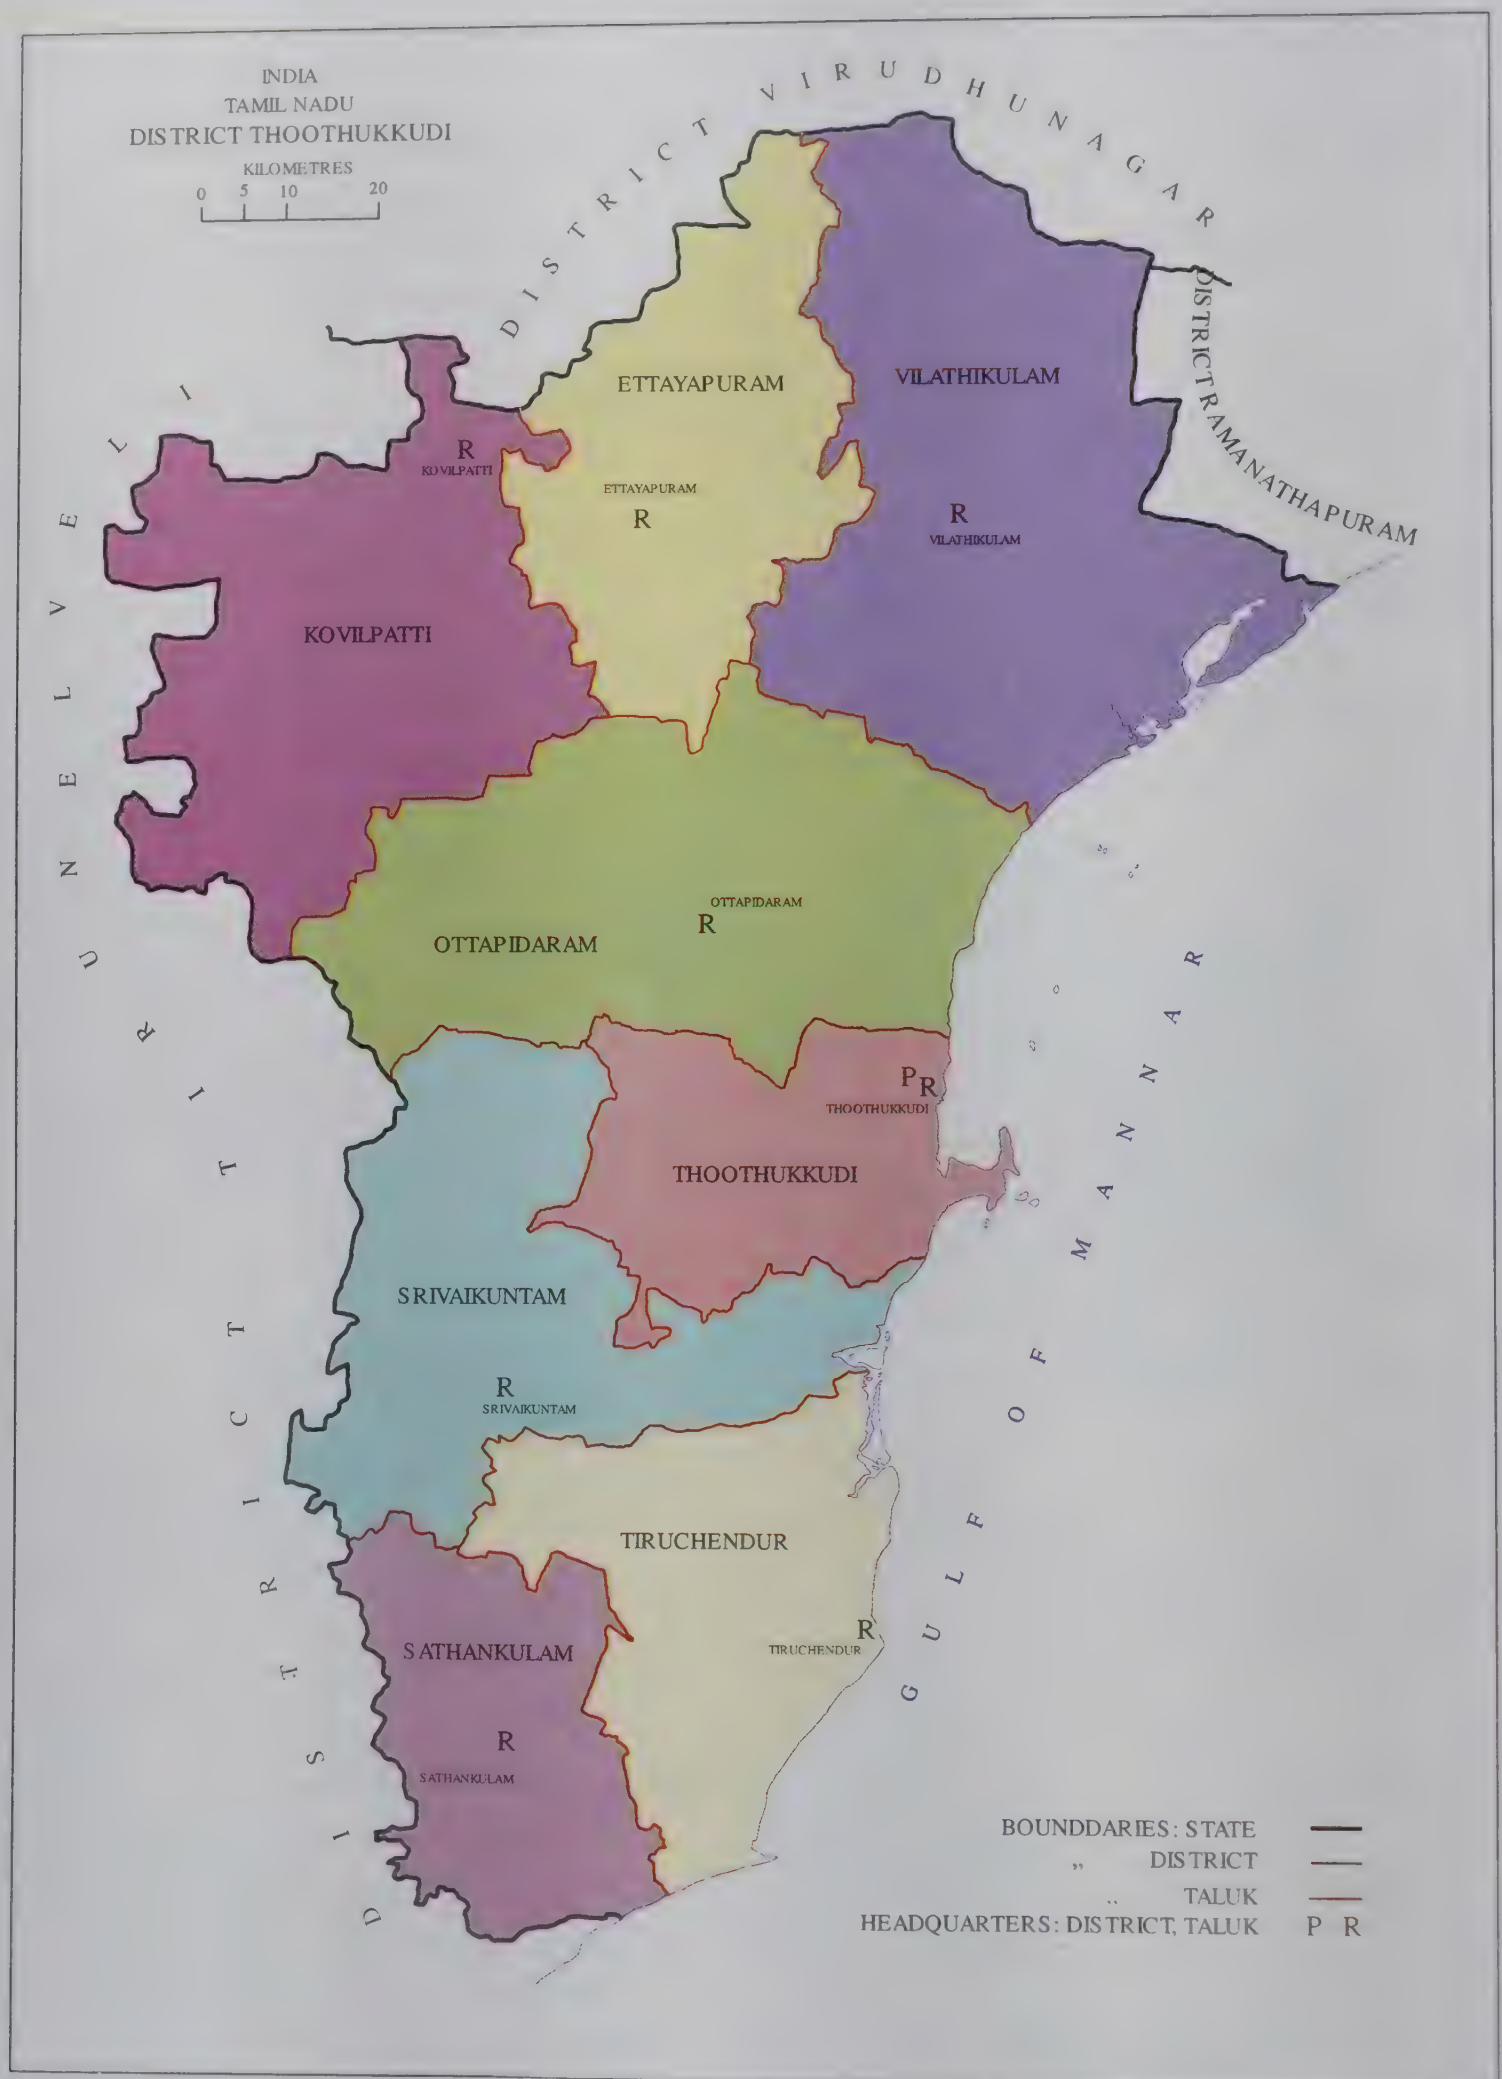 INDIA
TAMIL NADU
DISTRICT THOOTHUKKUDI
KILOMETRES
0 5 10 20
DISTRICT VIRUDHUNAGAR
DISTRICT RAMANATHAPURAM
DISTRICT TIRUNELVELI
ETTAYAPURAM
VILATHIKULAM
R
KOVILPATTI
ETTAYAPURAM
R
R
VILATHIKULAM
KOVILPATTI
OTTAPIDARAM
R
OTTAPIDARAM
GULF OF MANNAR
P R
THOOTHUKKUDI
THOOTHUKKUDI
SRIVAIKUNTAM
R
SRIVAIKUNTAM
TIRUCHENDUR
R
TIRUCHENDUR
SATHANKULAM
R
SATHANKULAM
BOUNDDARIES: STATE
,, DISTRICT
,, TALUK
HEADQUARTERS: DISTRICT, TALUK P R